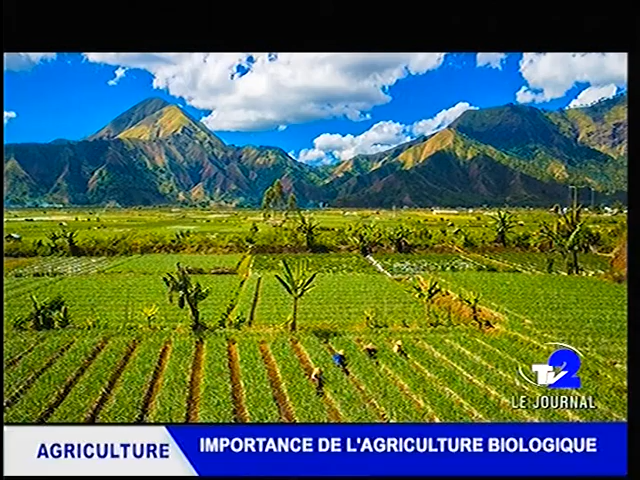 TV2
LE JOURNAL
AGRICULTURE
IMPORTANCE DE L'AGRICULTURE BIOLOGIQUE